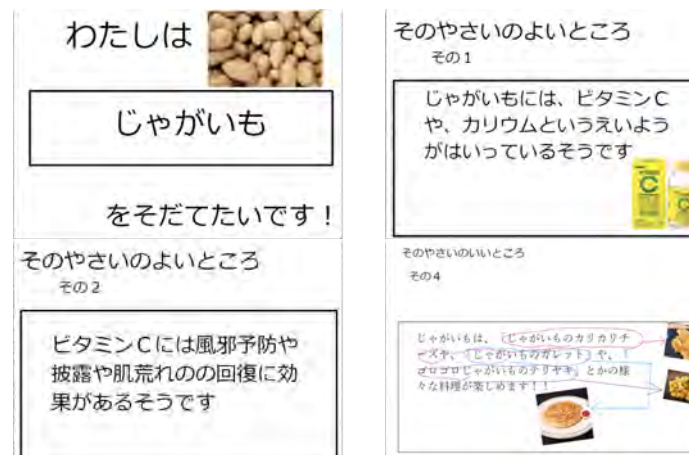 わたしは
じゃがいも
をそだてたいです！
そのやさいのよいところ
その１
じゃがいもには、ビタミンＣ
や、カリウムというえいよう
がはいっているそうです
そのやさいのよいところ
その２
ビタミンＣには風邪予防や
披露や肌荒れのの回復に効
果があるそうです
そのやさいのいいところ
その４
じゃがいもは、「じゃがいものカリカリチ
ーズや、「じゃがいものガレット」や、「
ゴロゴロじゃがいものテリヤキ」とかの様
々な料理が楽しめます！！